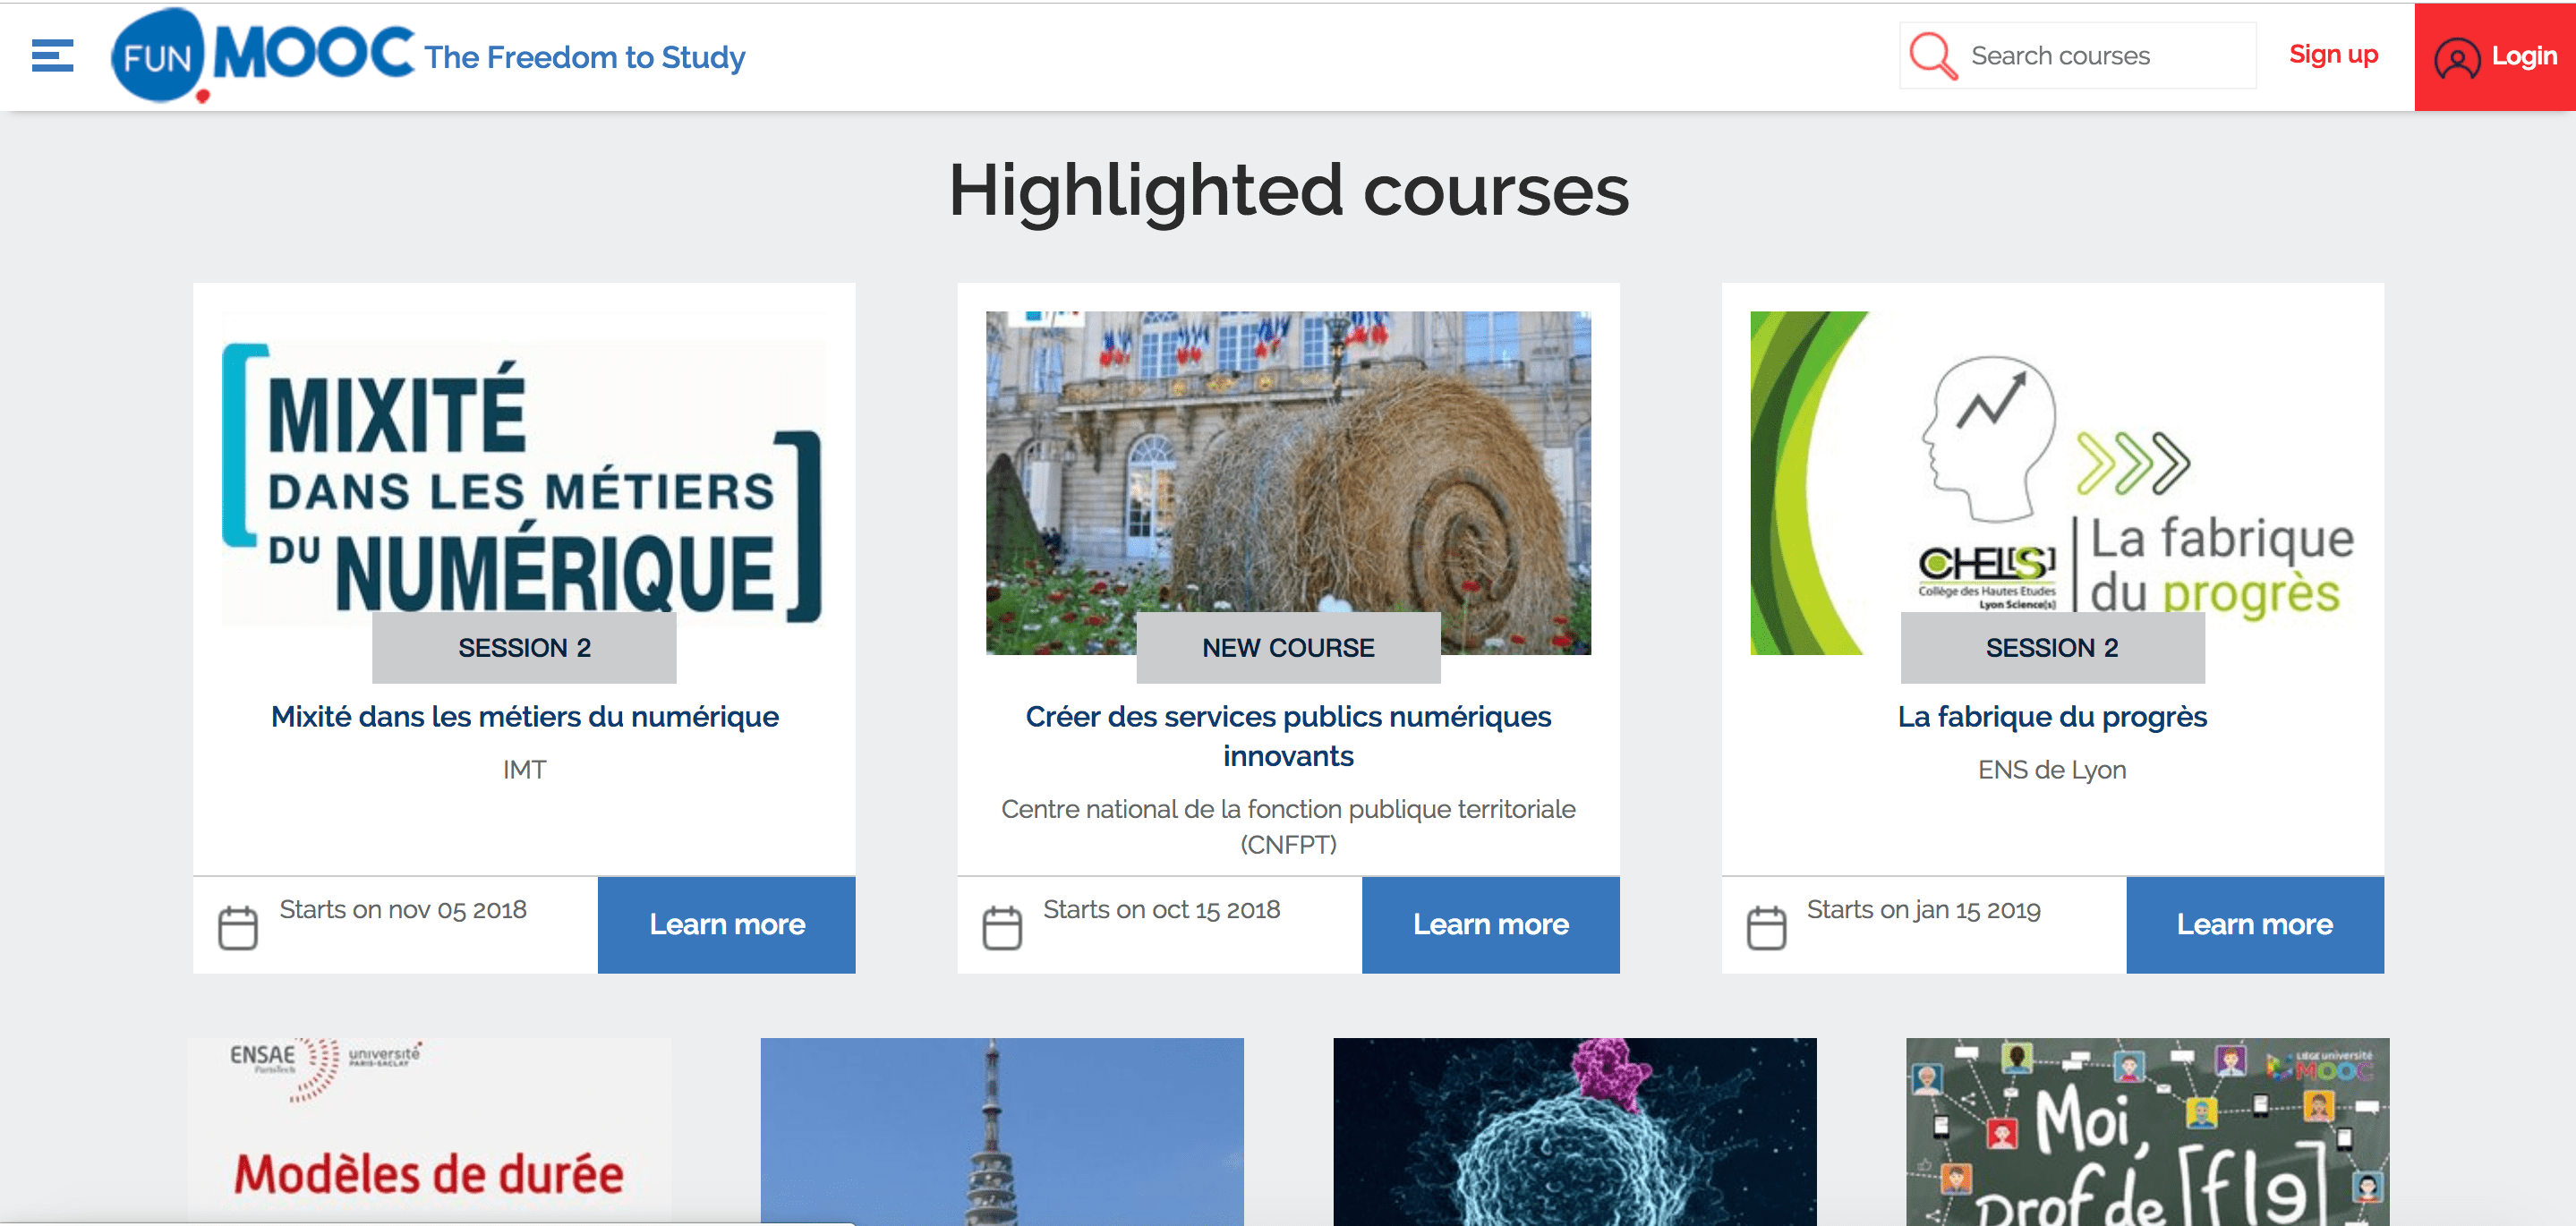 FUN MOOC The Freedom to Study
Search courses
Sign up
Login
Highlighted courses
MIXITÉ
DANS LES MÉTIERS
DU NUMÉRIQUE
SESSION 2
Mixité dans les métiers du numérique
IMT
Starts on nov 05 2018
Learn more
NEW COURSE
Créer des services publics numériques
innovants
Centre national de la fonction publique territoriale
(CNFPT)
Starts on oct 15 2018
Learn more
CHEL[S]
Collège des Hautes Etudes
Lyon Science[s]
La fabrique
du progrès
SESSION 2
La fabrique du progrès
ENS de Lyon
Starts on jan 15 2019
Learn more
ENSAE
ParisTech
université
PARIS-SACLAY
Modèles de durée
LIÈGE université
MOOC
Moi,
prof de [fle]